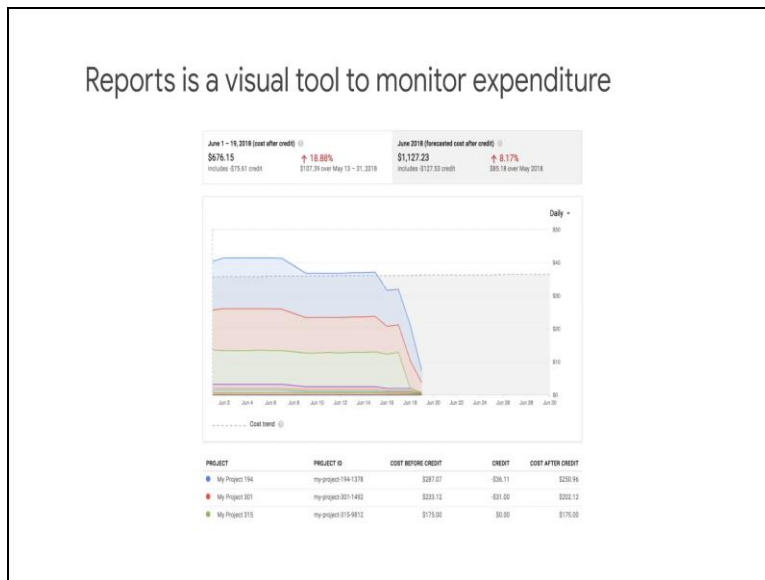 Reports is a visual tool to monitor expenditure
June 1 – 19, 2018 (cost after credit)
$676.15
Includes -$75.61 credit
↑ 18.88%
$107.39 over May 13 – 31, 2018
June 2018 (forecasted cost after credit)
$1,127.23
Includes -$127.53 credit
↑ 8.17%
$85.18 over May 2018
Daily
$50
$40
$30
$20
$10
$0
Jun 2 Jun 4 Jun 6 Jun 8 Jun 10 Jun 12 Jun 14 Jun 16 Jun 18 Jun 20 Jun 22 Jun 24 Jun 26 Jun 28 Jun 30
Cost trend
PROJECT PROJECT ID COST BEFORE CREDIT CREDIT COST AFTER CREDIT
My Project 194 my-project-194-1378 $287.07 -$36.11 $250.96
My Project 301 my-project-301-1492 $233.12 -$31.00 $202.12
My Project 315 my-project-315-9812 $175.00 $0.00 $175.00